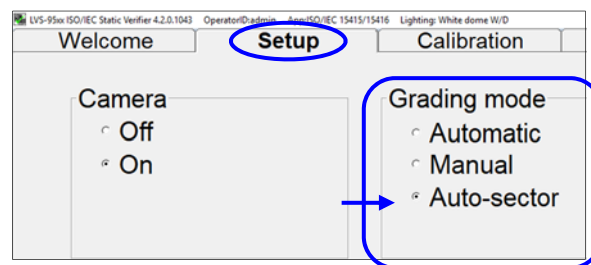 LVS-95xx ISO/IEC Static Verifier 4.2.0.1043 OperatorID:admin App:ISO/IEC 15415/15416 Lighting: White dome W/D
Welcome Setup Calibration
Camera
Off
On
Grading mode
Automatic
Manual
Auto-sector